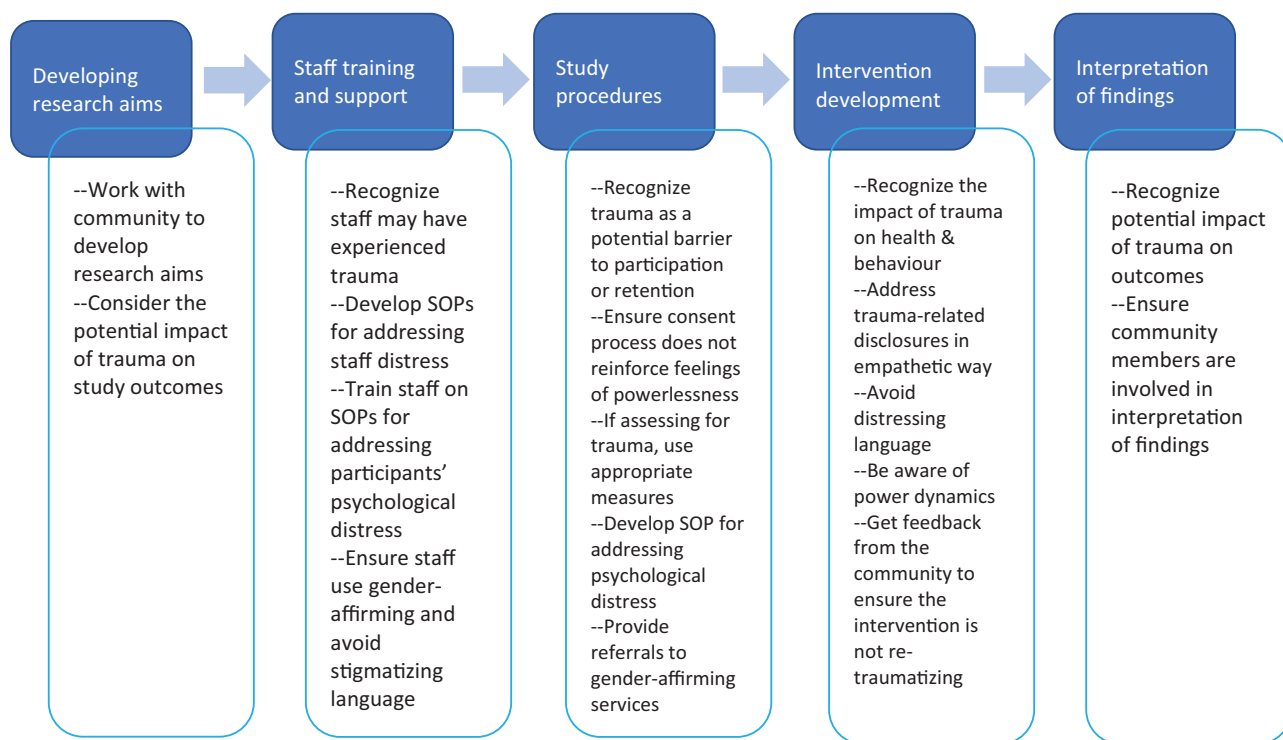 Developing
research aims
--Work with
community to
develop
research aims
--Consider the
potential impact
of trauma on
study outcomes
Staff training
and support
--Recognize
staff may have
experienced
trauma
--Develop SOPs
for addressing
staff distress
--Train staff on
SOPs for
addressing
participants’
psychological
distress
--Ensure staff
use gender-
affirming and
avoid
stigmatizing
language
Study
procedures
--Recognize
trauma as a
potential barrier
to participation
or retention
--Ensure consent
process does not
reinforce feelings
of powerlessness
--If assessing for
trauma, use
appropriate
measures
--Develop SOP for
addressing
psychological
distress
--Provide
referrals to
gender-affirming
services
Intervention
development
--Recognize the
impact of trauma
on health &
behaviour
--Address
trauma-related
disclosures in
empathetic way
--Avoid
distressing
language
--Be aware of
power dynamics
--Get feedback
from the
community to
ensure the
intervention is
not re-
traumatizing
Interpretation
of findings
--Recognize
potential impact
of trauma on
outcomes
--Ensure
community
members are
involved in
interpretation
of findings